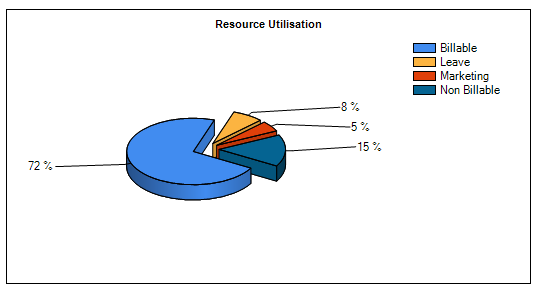 Resource Utilisation
Billable
Leave
Marketing
Non Billable
8 %
5 %
15 %
72 %